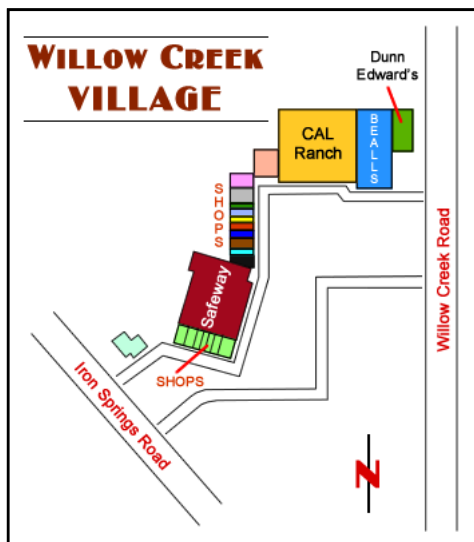 WILLOW CREEK
VILLAGE
Dunn
Edward's
CAL
Ranch
BEALLS
SHOPS
Safeway
SHOPS
Iron Springs Road
Willow Creek Road
N